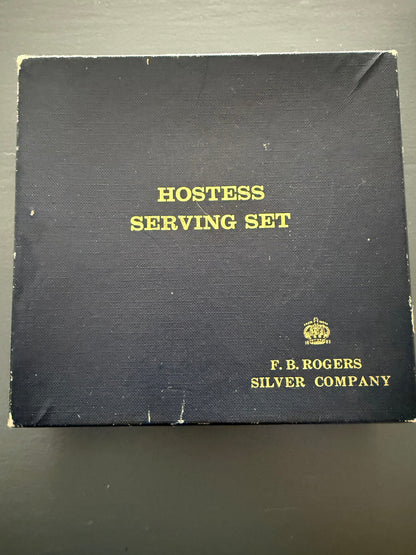 HOSTESS
SERVING SET
F. B. ROGERS
SILVER COMPANY